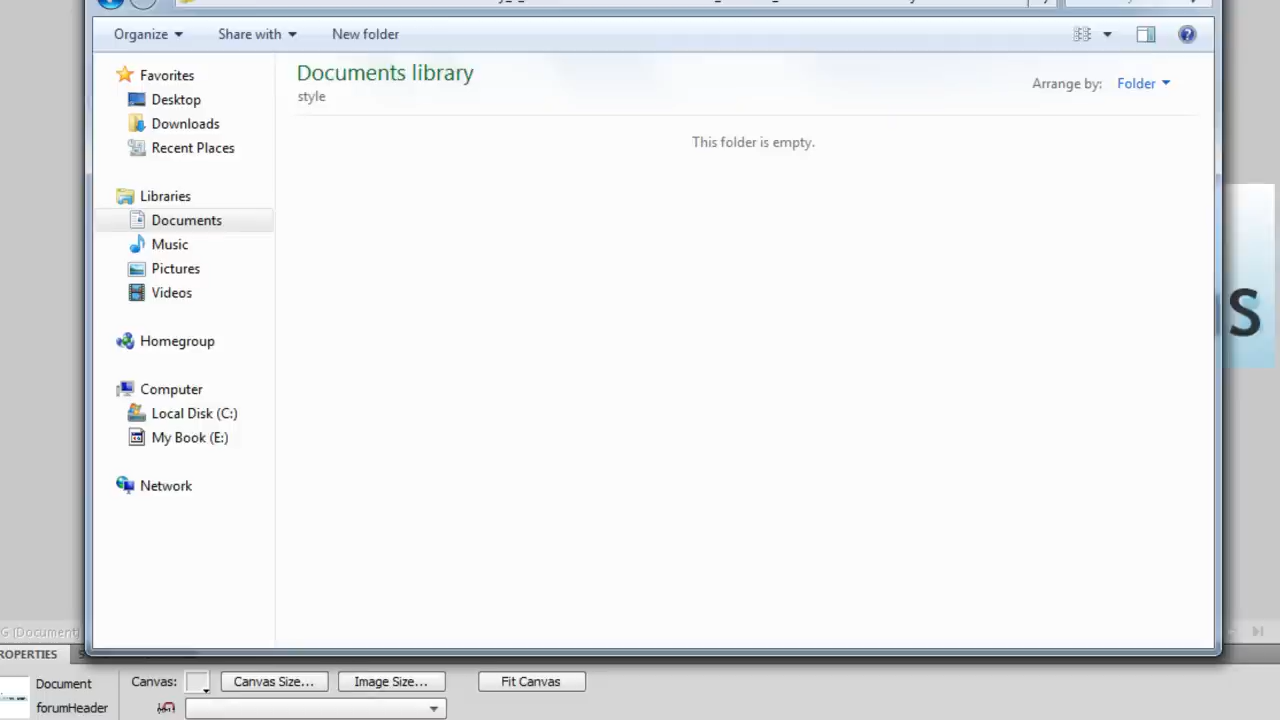 Organize
Share with
New folder
Documents library
style
Arrange by:
Folder
This folder is empty.
Favorites
Desktop
Downloads
Recent Places
Libraries
Documents
Music
Pictures
Videos
Homegroup
Computer
Local Disk (C:)
My Book (E:)
Network
S
G (Document)
ROPERTIES
Document
Canvas:
Canvas Size...
Image Size...
Fit Canvas
forumHeader